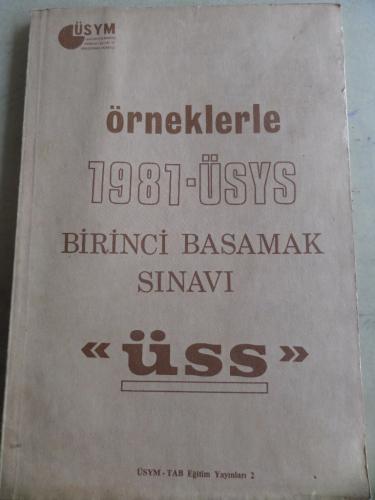 ÜSYM
örneklerle
1981-ÜSYS
BİRİNCİ BASAMAK
SINAVI
«üss»
ÜSYM - TAB Eğitim Yayınları 2